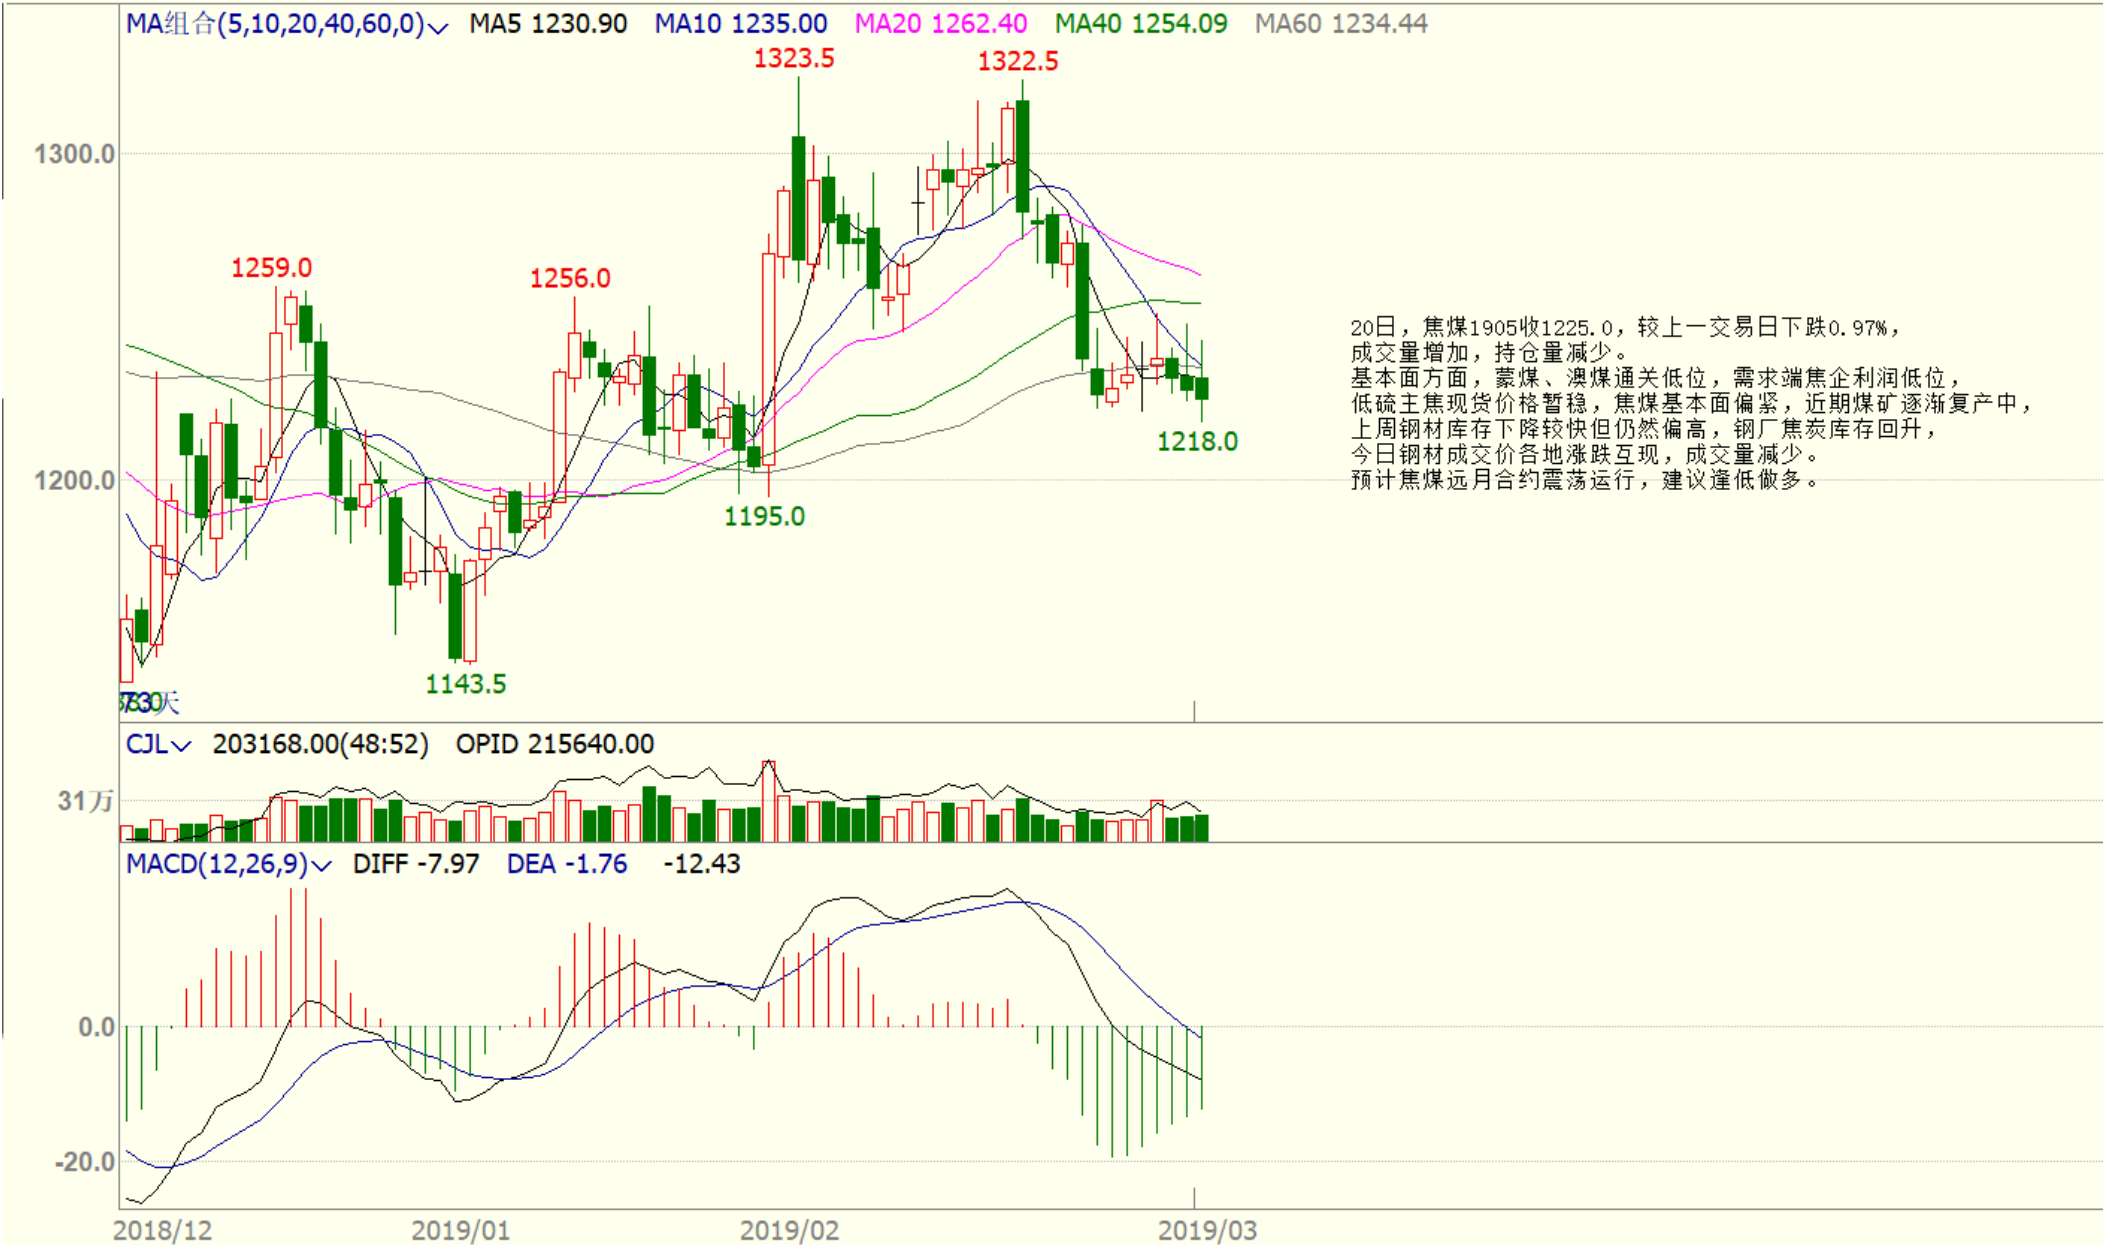 MA组合(5,10,20,40,60,0) MA5 1230.90 MA10 1235.00 MA20 1262.40 MA40 1254.09 MA60 1234.44
1323.5
1322.5
1300.0
1259.0
1256.0
20日，焦煤1905收1225.0，较上一交易日下跌0.97%，
成交量增加，持仓量减少。
基本面方面，蒙煤、澳煤通关低位，需求端焦企利润低位，
低硫主焦现货价格暂稳，焦煤基本面偏紧，近期煤矿逐渐复产中，
上周钢材库存下降较快但仍然偏高，钢厂焦炭库存回升，
今日钢材成交价各地涨跌互现，成交量减少。
预计焦煤远月合约震荡运行，建议逢低做多。
1218.0
1200.0
1195.0
1143.5
73天
CJL 203168.00(48:52) OPID 215640.00
31万
MACD(12,26,9) DIFF -7.97 DEA -1.76 -12.43
0.0
-20.0
2018/12 2019/01 2019/02 2019/03